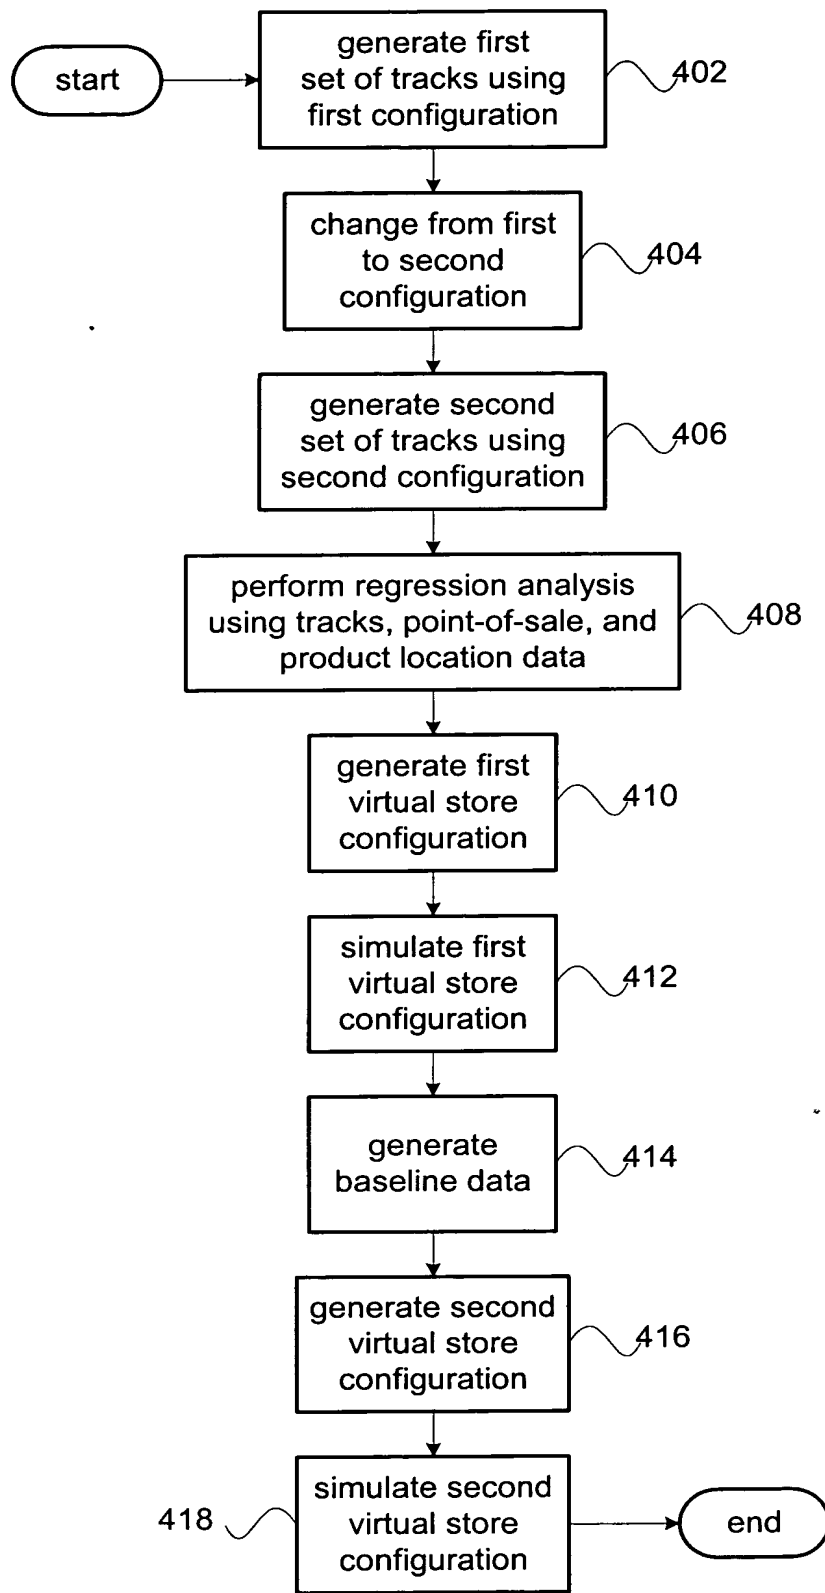 start
generate first
set of tracks using
first configuration
402
change from first
to second
configuration
404
generate second
set of tracks using
second configuration
406
perform regression analysis
using tracks, point-of-sale, and
product location data
408
generate first
virtual store
configuration
410
simulate first
virtual store
configuration
412
generate
baseline data
414
generate second
virtual store
configuration
416
simulate second
virtual store
configuration
418
end